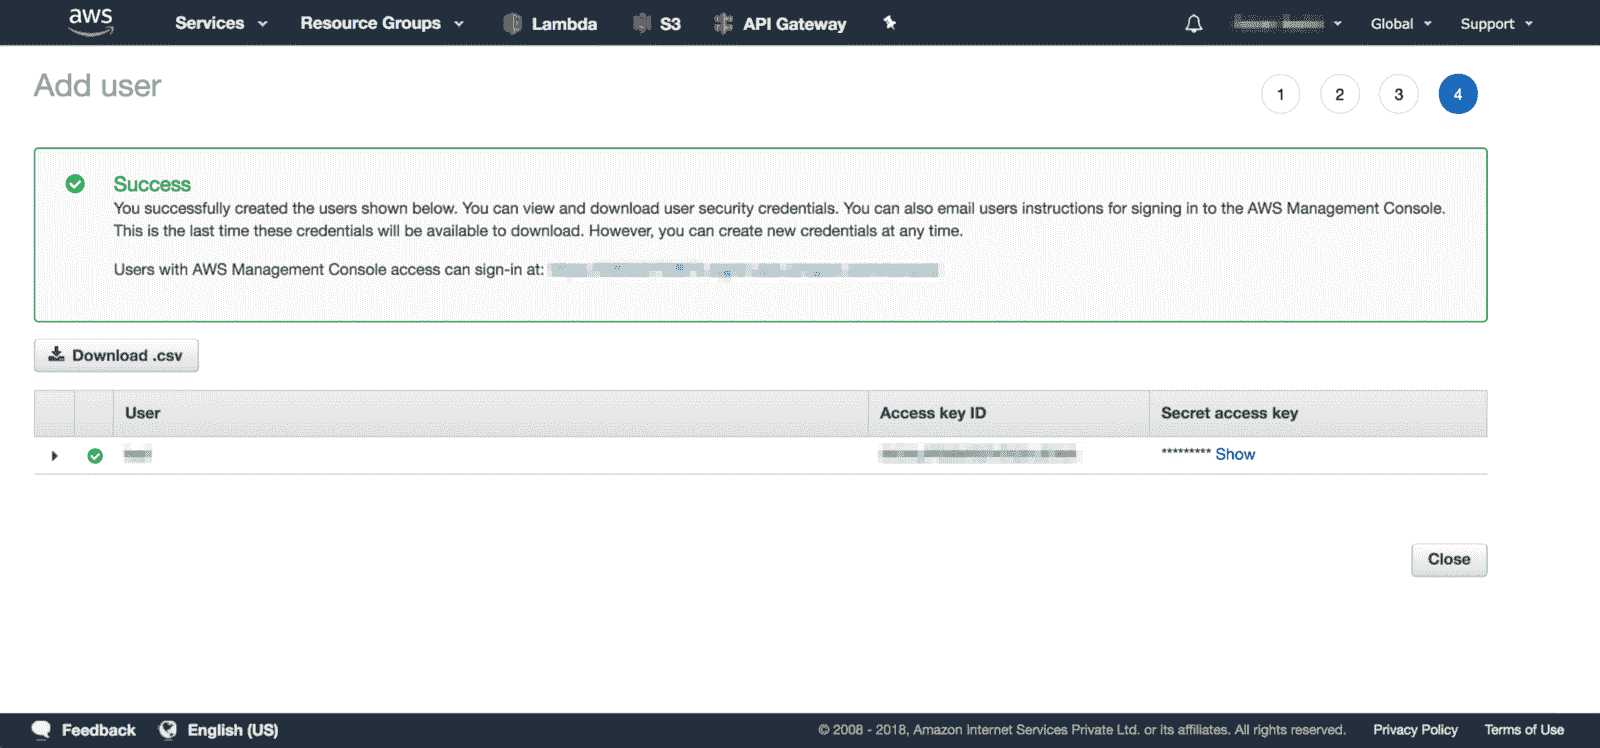 aws Services Resource Groups Lambda S3 API Gateway Global Support
Add user 1 2 3 4
Success
You successfully created the users shown below. You can view and download user security credentials. You can also email users instructions for signing in to the AWS Management Console.
This is the last time these credentials will be available to download. However, you can create new credentials at any time.
Users with AWS Management Console access can sign-in at:
Download .csv
User Access key ID Secret access key
********* Show
Close
Feedback English (US) © 2008 - 2018, Amazon Internet Services Private Ltd. or its affiliates. All rights reserved. Privacy Policy Terms of Use